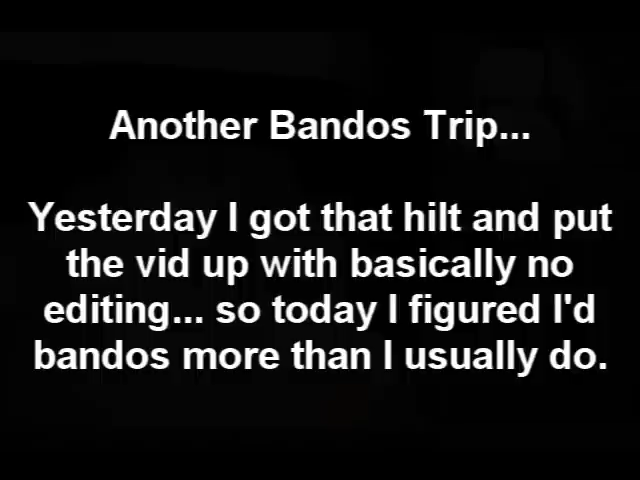 Another Bandos Trip...
Yesterday I got that hilt and put
the vid up with basically no
editing... so today I figured I'd
bandos more than I usually do.